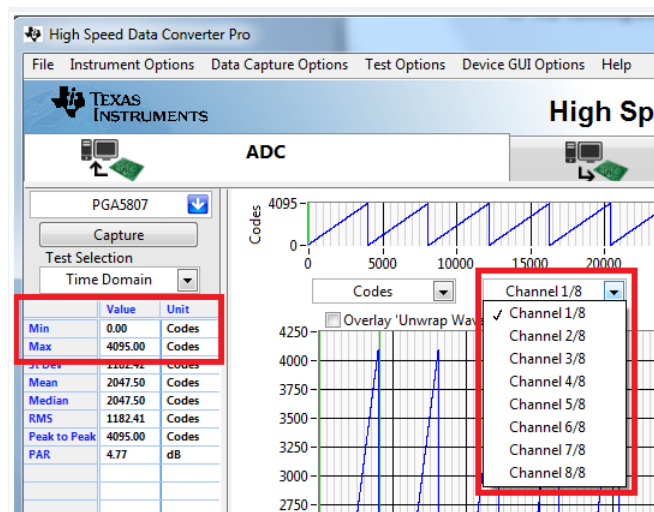 High Speed Data Converter Pro
File Instrument Options Data Capture Options Test Options Device GUI Options Help
TEXAS
INSTRUMENTS
High Sp
ADC
PGA5807
Capture
Test Selection
Time Domain
Value Unit
Min 0.00 Codes
Max 4095.00 Codes
St Dev 1182.42 Codes
Mean 2047.50 Codes
Median 2047.50 Codes
RMS 1182.41 Codes
Peak to Peak 4095.00 Codes
PAR 4.77 dB
Codes
4095
0
0 5000 10000 15000 20000
Codes
Channel 1/8
Overlay 'Unwrap Wav
✓ Channel 1/8
Channel 2/8
Channel 3/8
Channel 4/8
Channel 5/8
Channel 6/8
Channel 7/8
Channel 8/8
4250
4000
3750
3500
3250
3000
2750